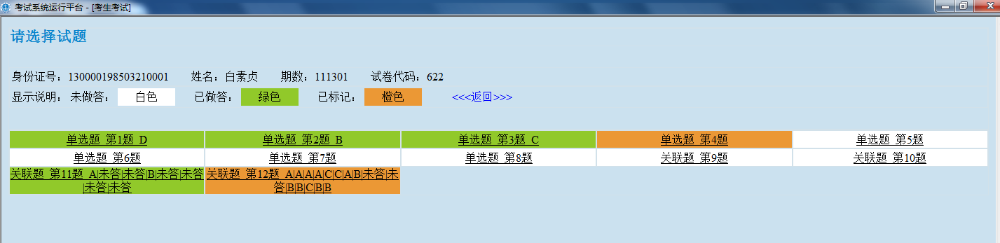 考试系统运行平台 - [考生考试]
请选择试题
身份证号：130000198503210001 姓名：白素贞 期数：111301 试卷代码：622
显示说明： 未做答： 白色 已做答： 绿色 已标记： 橙色 <<<返回>>>
单选题 第1题 D 单选题 第2题 B 单选题 第3题 C 单选题 第4题 单选题 第5题
单选题 第6题 单选题 第7题 单选题 第8题 关联题 第9题 关联题 第10题
关联题 第11题 A|未答|未答|B|未答|未答
|未答|未答
关联题 第12题 A|A|A|A|C|C|A|B|未答|未
答|B|B|C|B|B